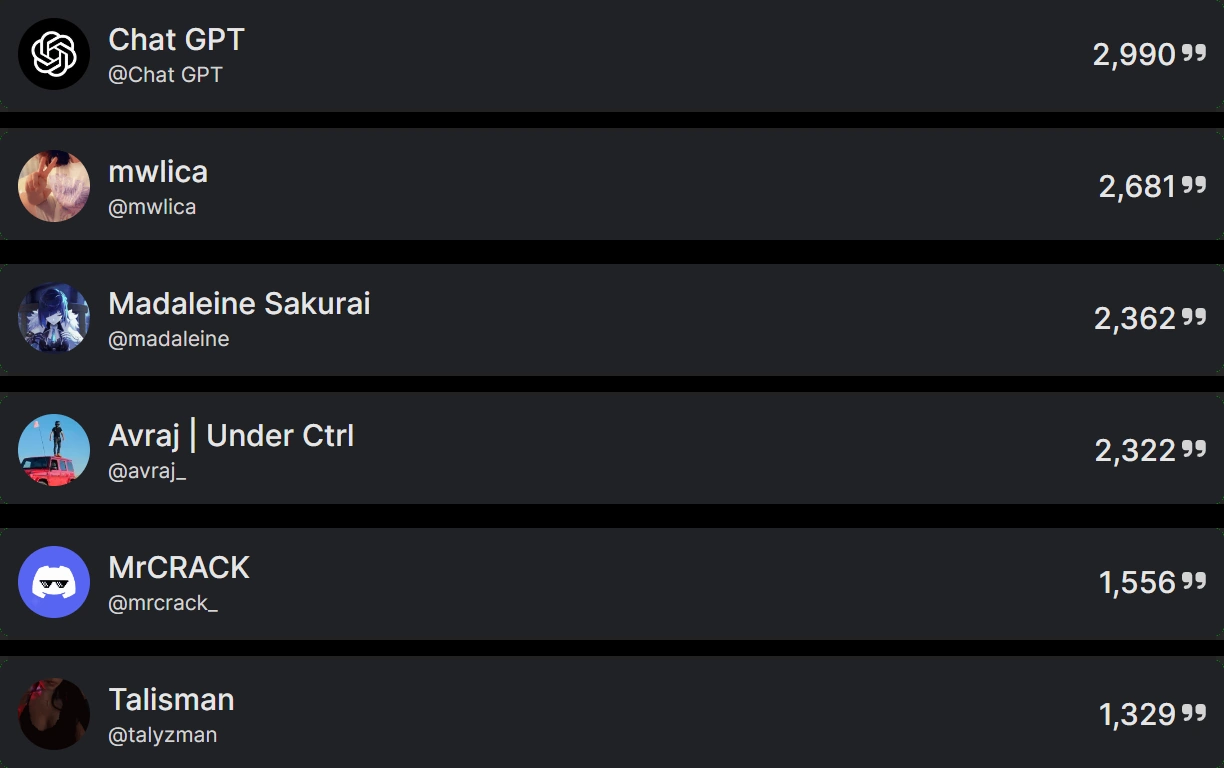 Chat GPT
@Chat GPT
2,990
mwlica
@mwlica
2,681
Madaleine Sakurai
@madaleine
2,362
Avraj | Under Ctrl
@avraj_
2,322
MrCRACK
@mrcrack_
1,556
Talisman
@talyzman
1,329